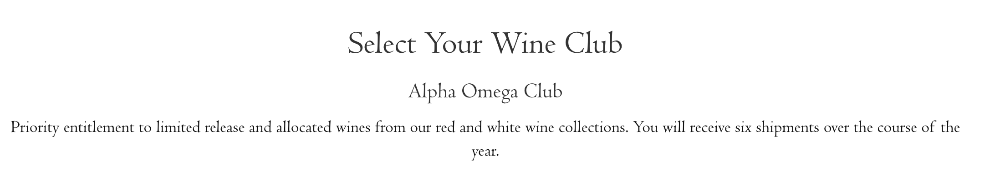 Select Your Wine Club
Alpha Omega Club
Priority entitlement to limited release and allocated wines from our red and white wine collections. You will receive six shipments over the course of the
year.